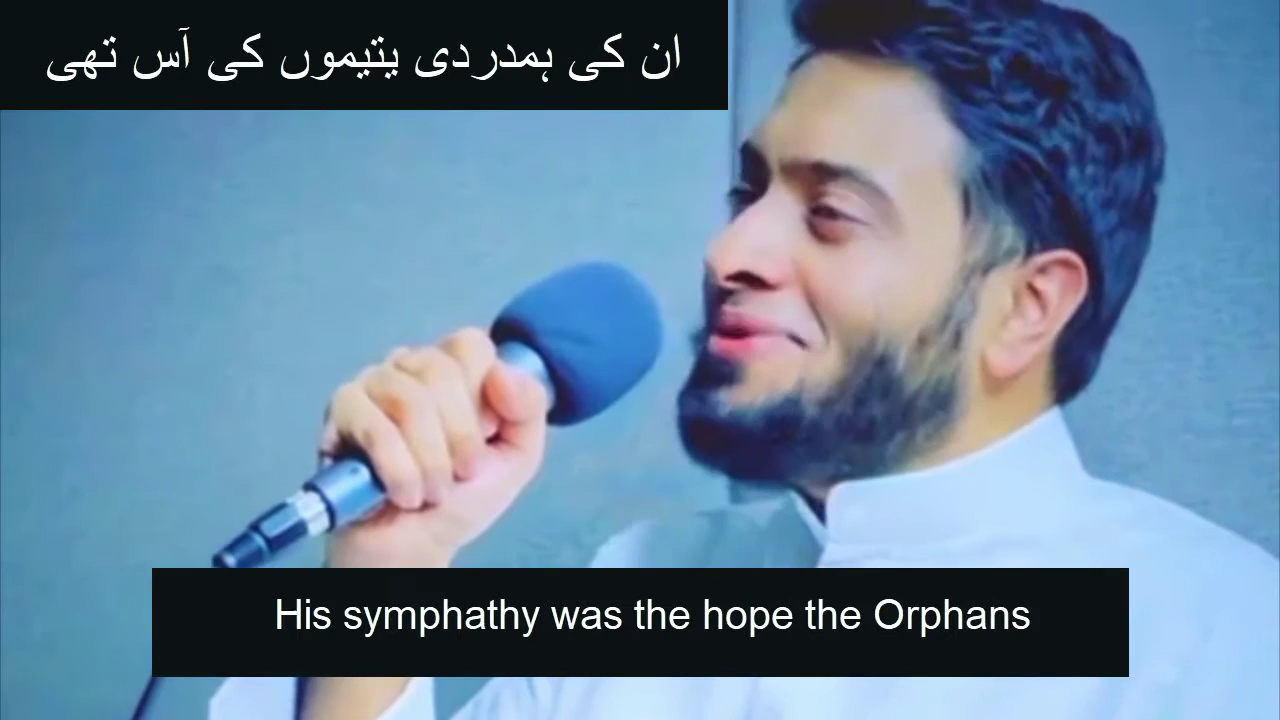 ان کی ہمدردی یتیموں کی آس تھی
His symphathy was the hope the Orphans